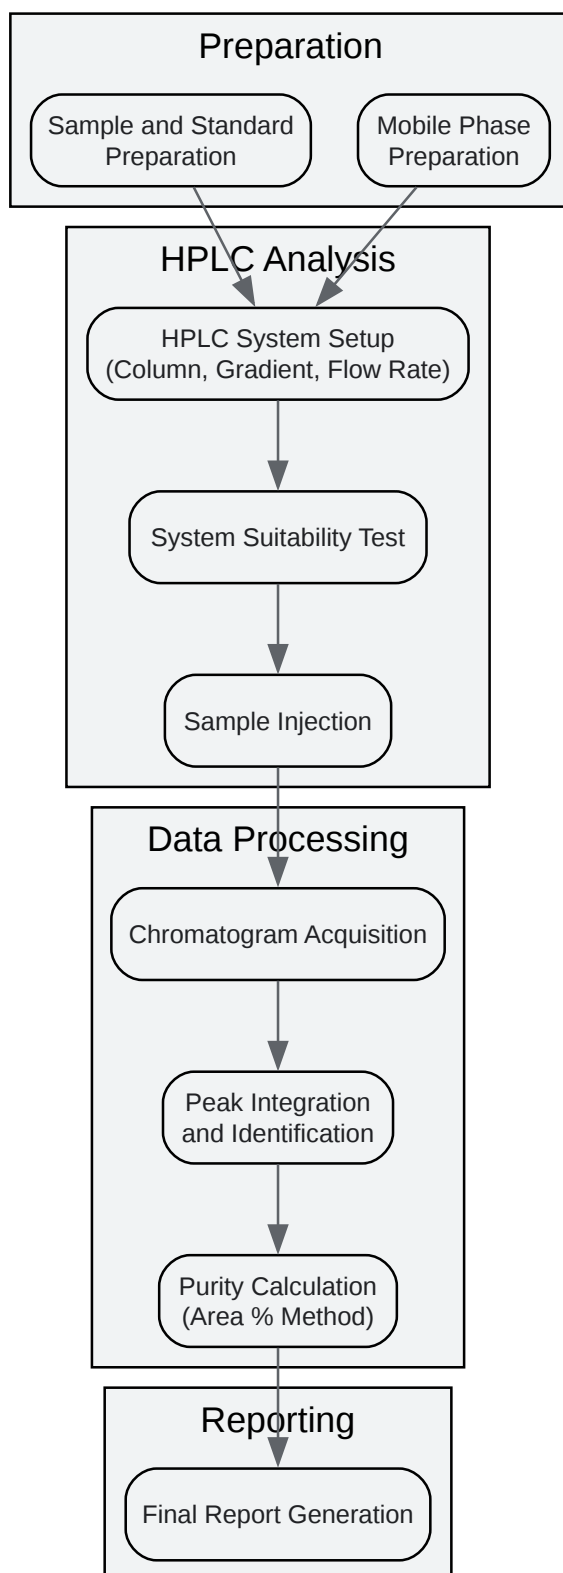 Preparation
Sample and Standard
Preparation
Mobile Phase
Preparation
HPLC Analysis
HPLC System Setup
(Column, Gradient, Flow Rate)
System Suitability Test
Sample Injection
Data Processing
Chromatogram Acquisition
Peak Integration
and Identification
Purity Calculation
(Area % Method)
Reporting
Final Report Generation